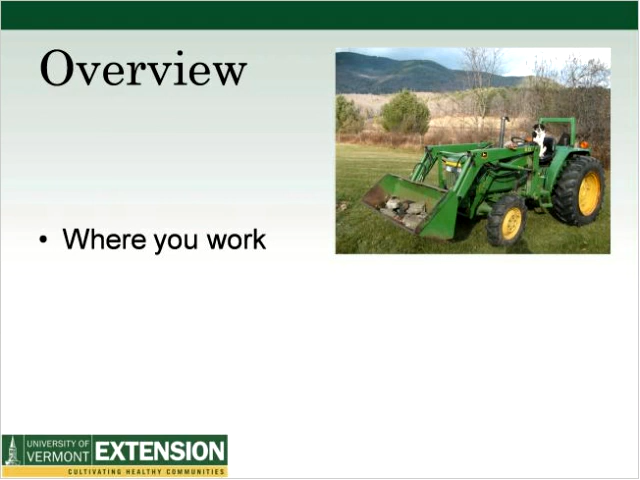 Overview
• Where you work
UNIVERSITY OF
VERMONT
EXTENSION
CULTIVATING HEALTHY COMMUNITIES